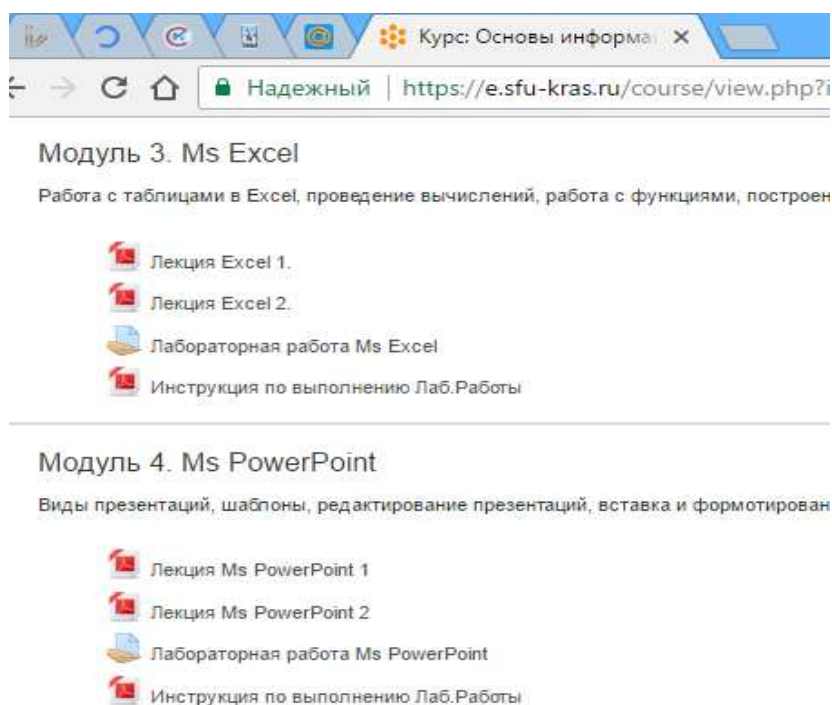 Курс: Основы информа
Надежный | https://e.sfu-kras.ru/course/view.php?i
Модуль 3. Ms Excel
Работа с таблицами в Excel, проведение вычислений, работа с функциями, построен
Лекция Excel 1.
Лекция Excel 2.
Лабораторная работа Ms Excel
Инструкция по выполнению Лаб.Работы
Модуль 4. Ms PowerPoint
Виды презентаций, шаблоны, редактирование презентаций, вставка и формотирован
Лекция Ms PowerPoint 1
Лекция Ms PowerPoint 2
Лабораторная работа Ms PowerPoint
Инструкция по выполнению Лаб.Работы